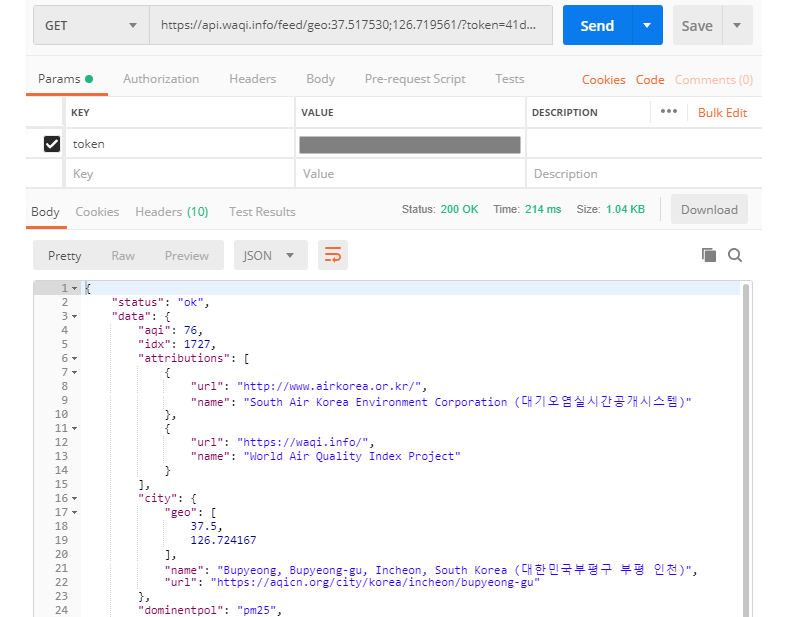 GET https://api.waqi.info/feed/geo:37.517530;126.719561/?token=41d... Send Save
Params Authorization Headers Body Pre-request Script Tests Cookies Code Comments (0)
KEY VALUE DESCRIPTION ••• Bulk Edit
token
Key Value Description
Body Cookies Headers (10) Test Results Status: 200 OK Time: 214 ms Size: 1.04 KB Download
Pretty Raw Preview JSON
1 {
2 "status": "ok",
3 "data": {
4 "aqi": 76,
5 "idx": 1727,
6 "attributions": [
7 {
8 "url": "http://www.airkorea.or.kr/",
9 "name": "South Air Korea Environment Corporation (대기오염실시간공개시스템)"
10 },
11 {
12 "url": "https://waqi.info/",
13 "name": "World Air Quality Index Project"
14 }
15 ],
16 "city": {
17 "geo": [
18 37.5,
19 126.724167
20 ],
21 "name": "Bupyeong, Bupyeong-gu, Incheon, South Korea (대한민국부평구 부평 인천)",
22 "url": "https://aqicn.org/city/korea/incheon/bupyeong-gu"
23 },
24 "dominentpol": "pm25",